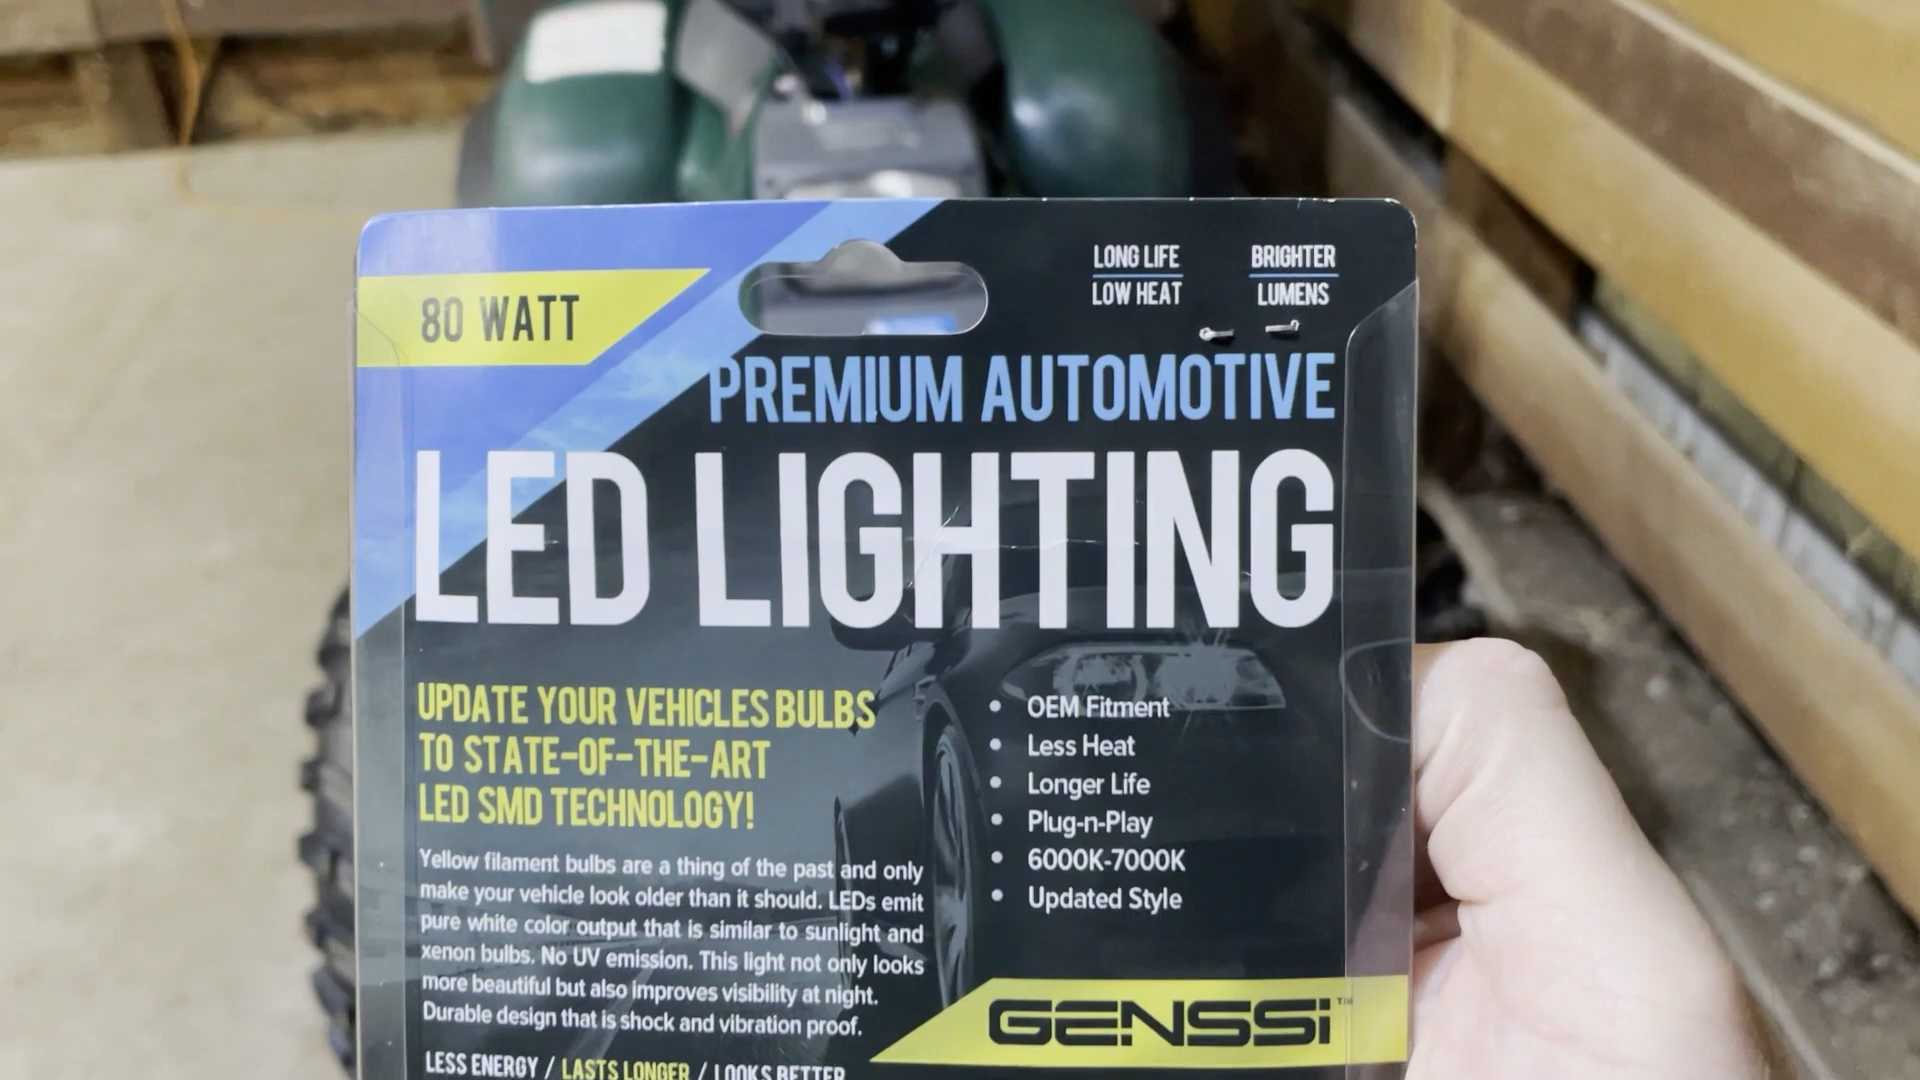 80 WATT
LONG LIFE
LOW HEAT
BRIGHTER
LUMENS
PREMIUM AUTOMOTIVE
LED LIGHTING
UPDATE YOUR VEHICLES BULBS
TO STATE-OF-THE-ART
LED SMD TECHNOLOGY!
Yellow filament bulbs are a thing of the past and only
make your vehicle look older than it should. LEDs emit
pure white color output that is similar to sunlight and
xenon bulbs. No UV emission. This light not only looks
more beautiful but also improves visibility at night.
Durable design that is shock and vibration proof.
LESS ENERGY / LASTS LONGER / LOOKS BETTER
• OEM Fitment
• Less Heat
• Longer Life
• Plug-n-Play
• 6000K-7000K
• Updated Style
GENSSI™